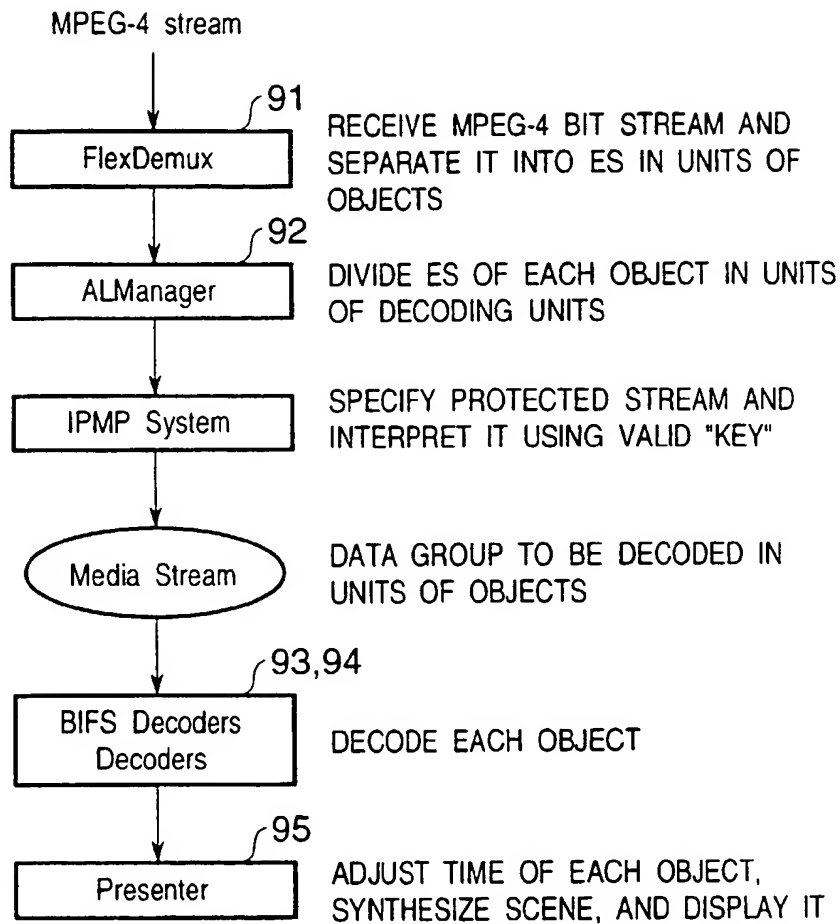 MPEG-4 stream
91
FlexDemux
RECEIVE MPEG-4 BIT STREAM AND
SEPARATE IT INTO ES IN UNITS OF
OBJECTS
92
ALManager
DIVIDE ES OF EACH OBJECT IN UNITS
OF DECODING UNITS
IPMP System
SPECIFY PROTECTED STREAM AND
INTERPRET IT USING VALID "KEY"
Media Stream
DATA GROUP TO BE DECODED IN
UNITS OF OBJECTS
93,94
BIFS Decoders
Decoders
DECODE EACH OBJECT
95
Presenter
ADJUST TIME OF EACH OBJECT,
SYNTHESIZE SCENE, AND DISPLAY IT